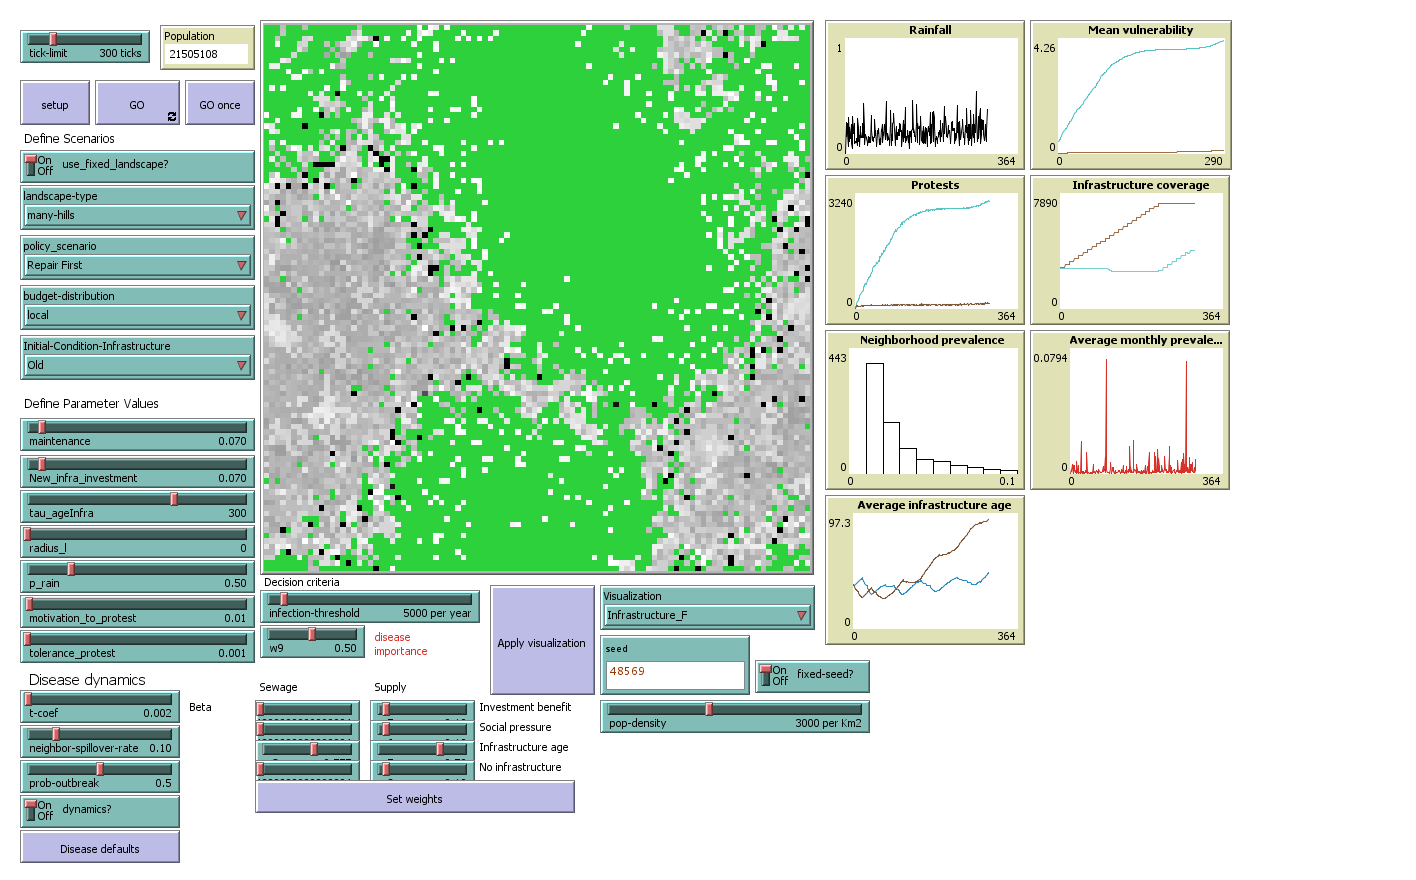 tick-limit 300 ticks
Population
21505108
setup
GO
GO once
Define Scenarios
On
Off
use_fixed_landscape?
landscape-type
many-hills
policy_scenario
Repair First
budget-distribution
local
Initial-Condition-Infrastructure
Old
Define Parameter Values
maintenance 0.070
New_infra_investment 0.070
tau_ageInfra 300
radius_l 0
p_rain 0.50
motivation_to_protest 0.01
tolerance_protest 0.001
Disease dynamics
t-coef 0.002
Beta
neighbor-spillover-rate 0.10
prob-outbreak 0.5
On
Off
dynamics?
Disease defaults
Decision criteria
infection-threshold 5000 per year
w9 0.50
disease
importance
Sewage
Supply
Investment benefit
Social pressure
Infrastructure age
No infrastructure
Set weights
Apply visualization
Visualization
Infrastructure_F
seed
48569
On
Off
fixed-seed?
pop-density 3000 per Km2
Rainfall
1
0
0 364
Mean vulnerability
4.26
0
0 290
Protests
3240
0
0 364
Infrastructure coverage
7890
0
0 364
Neighborhood prevalence
443
0
0 0.1
Average monthly prevale...
0.0794
0
0 364
Average infrastructure age
97.3
0
0 364